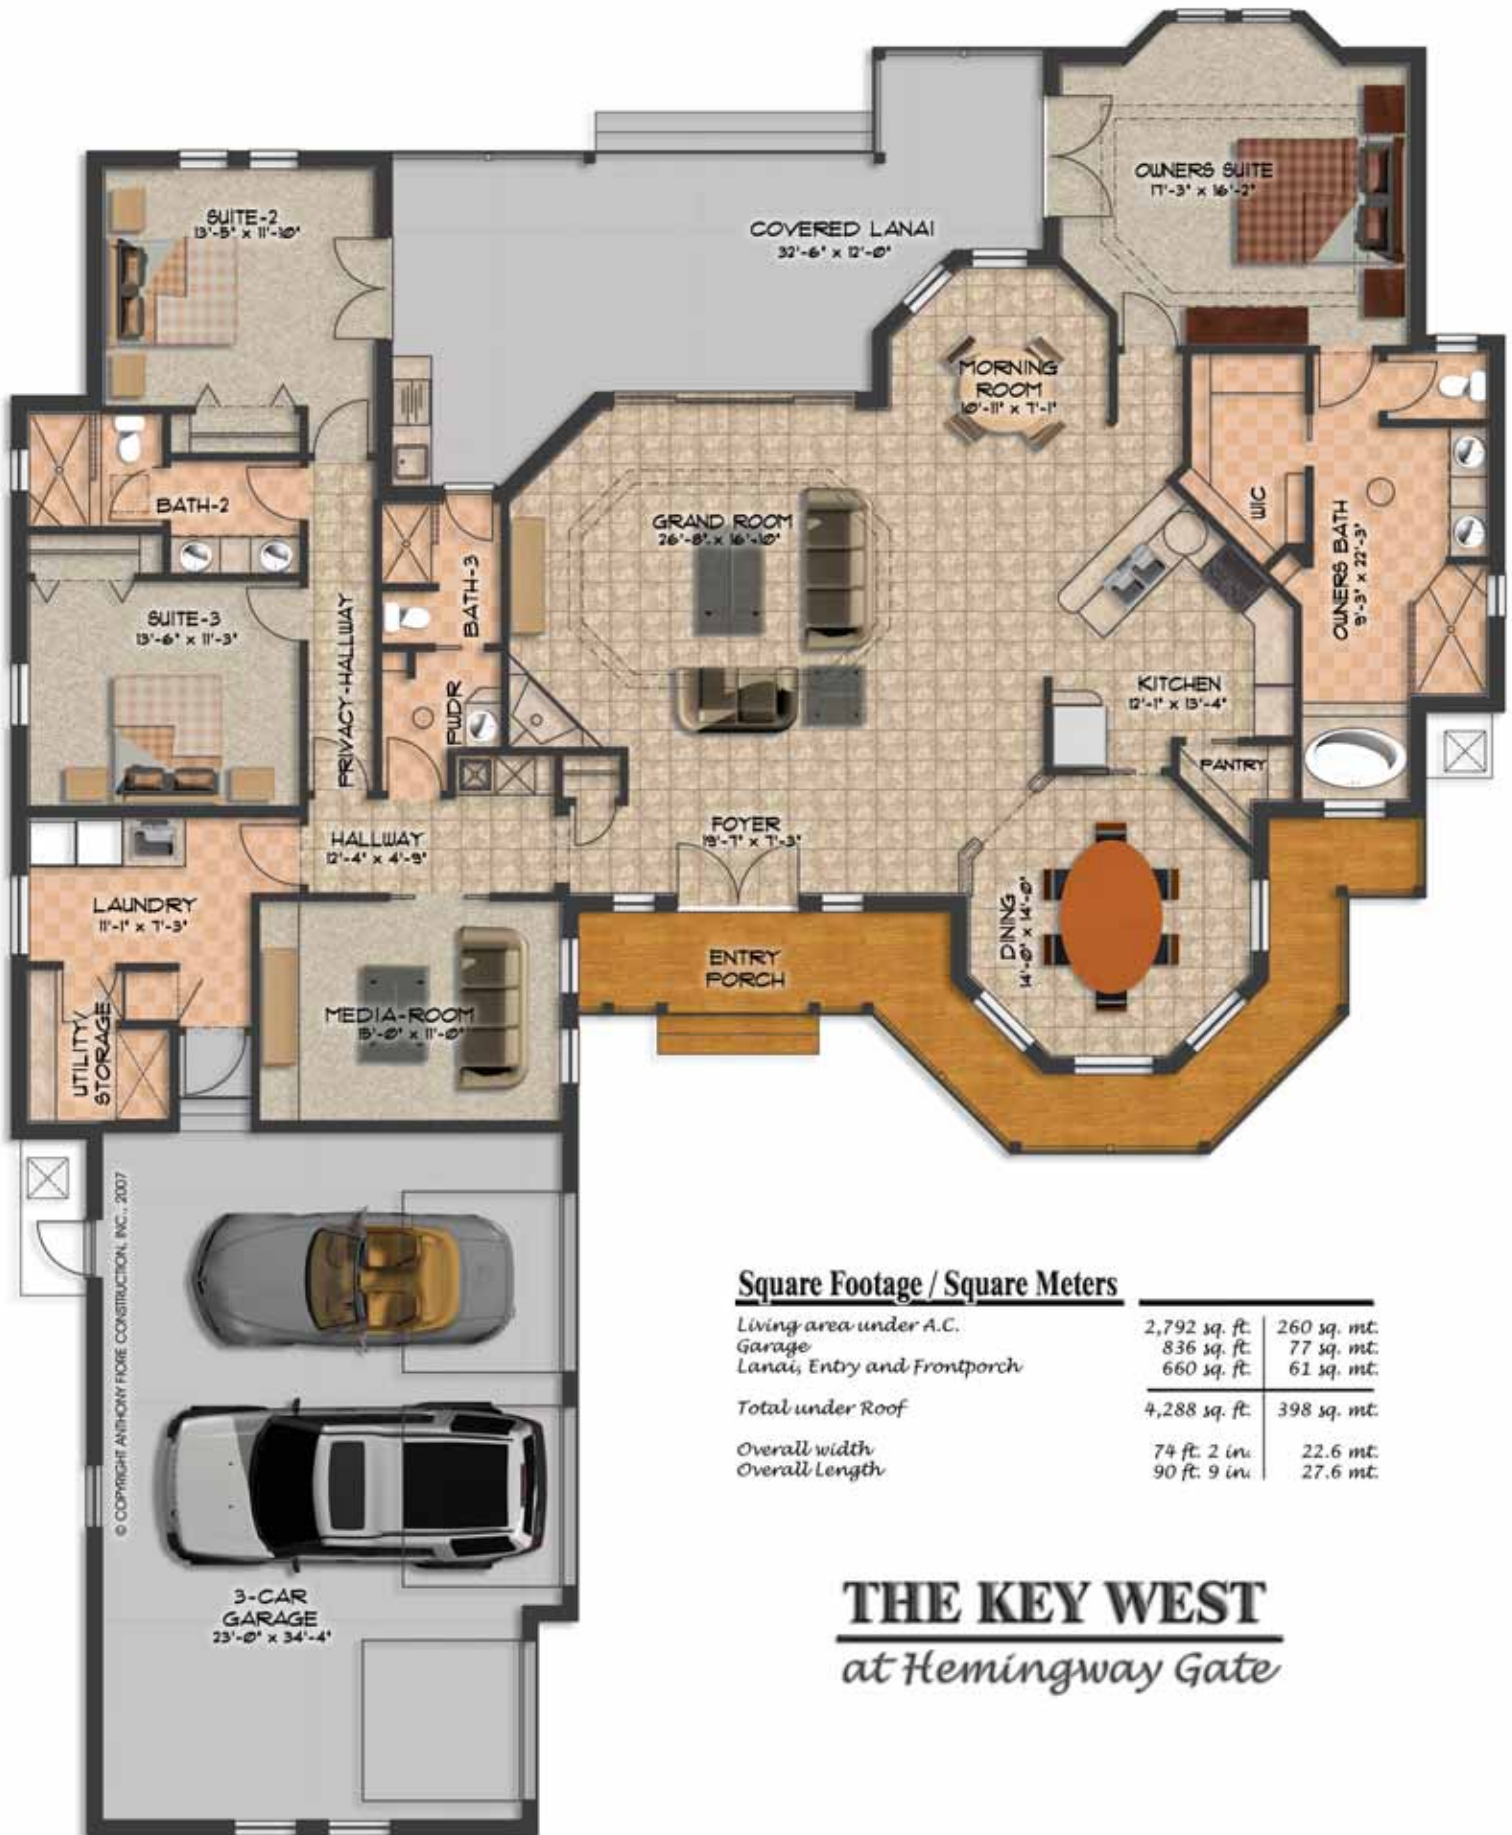 OWNERS SUITE
17'-3" x 16'-2"
SUITE-2
13'-5" x 11'-10"
COVERED LANAI
32'-6" x 12'-0"
MORNING
ROOM
10'-11" x 7'-1"
BATH-2
GRAND ROOM
26'-8" x 16'-10"
WIC
OWNERS BATH
9'-3" x 22'-3"
BATH-3
SUITE-3
13'-6" x 11'-3"
PRIVACY-HALLWAY
PWDR
KITCHEN
12'-1" x 13'-4"
PANTRY
HALLWAY
12'-4" x 4'-9"
FOYER
19'-7" x 7'-3"
LAUNDRY
11'-1" x 7'-3"
DINING
14'-0" x 14'-0"
ENTRY
PORCH
MEDIA-ROOM
15'-0" x 11'-0"
UTILITY/
STORAGE
© COPYRIGHT ANTHONY FIORE CONSTRUCTION, INC., 2007
3-CAR
GARAGE
23'-0" x 34'-4"
Square Footage / Square Meters
Living area under A.C. 2,792 sq. ft. 260 sq. mt.
Garage 836 sq. ft. 77 sq. mt.
Lanai, Entry and Frontporch 660 sq. ft. 61 sq. mt.
Total under Roof 4,288 sq. ft. 398 sq. mt.
Overall width 74 ft. 2 in. 22.6 mt.
Overall Length 90 ft. 9 in. 27.6 mt.
THE KEY WEST
at Hemingway Gate